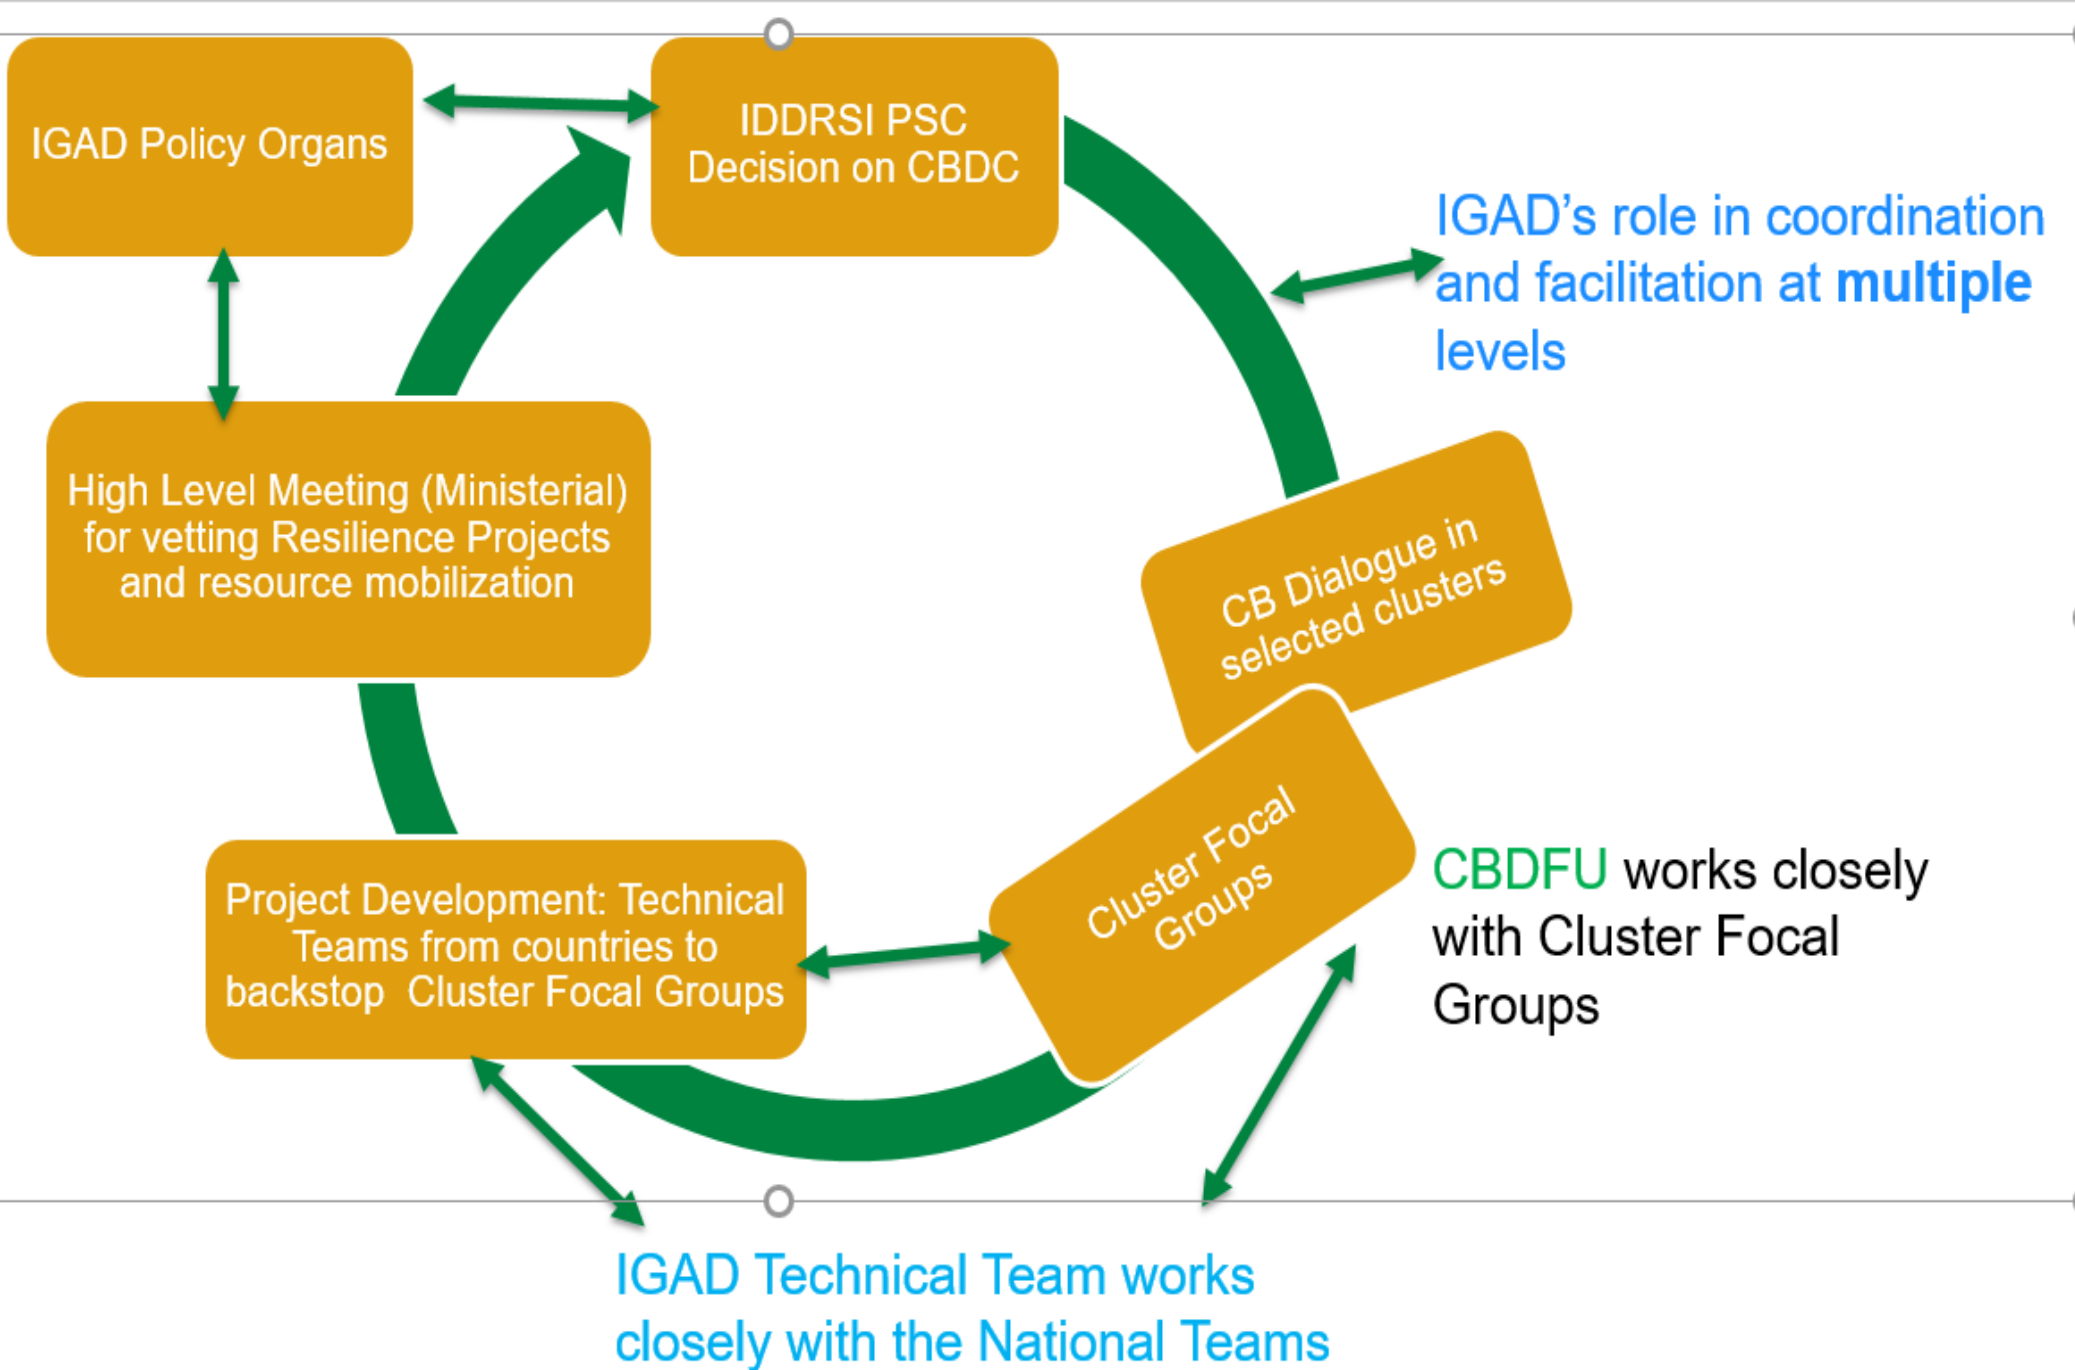 IGAD Policy Organs
IDDRSI PSC
Decision on CBDC
IGAD’s role in coordination
and facilitation at multiple
levels
High Level Meeting (Ministerial)
for vetting Resilience Projects
and resource mobilization
CB Dialogue in
selected clusters
Cluster Focal
Groups
CBDFU works closely
with Cluster Focal
Groups
Project Development: Technical
Teams from countries to
backstop  Cluster Focal Groups
IGAD Technical Team works
closely with the National Teams